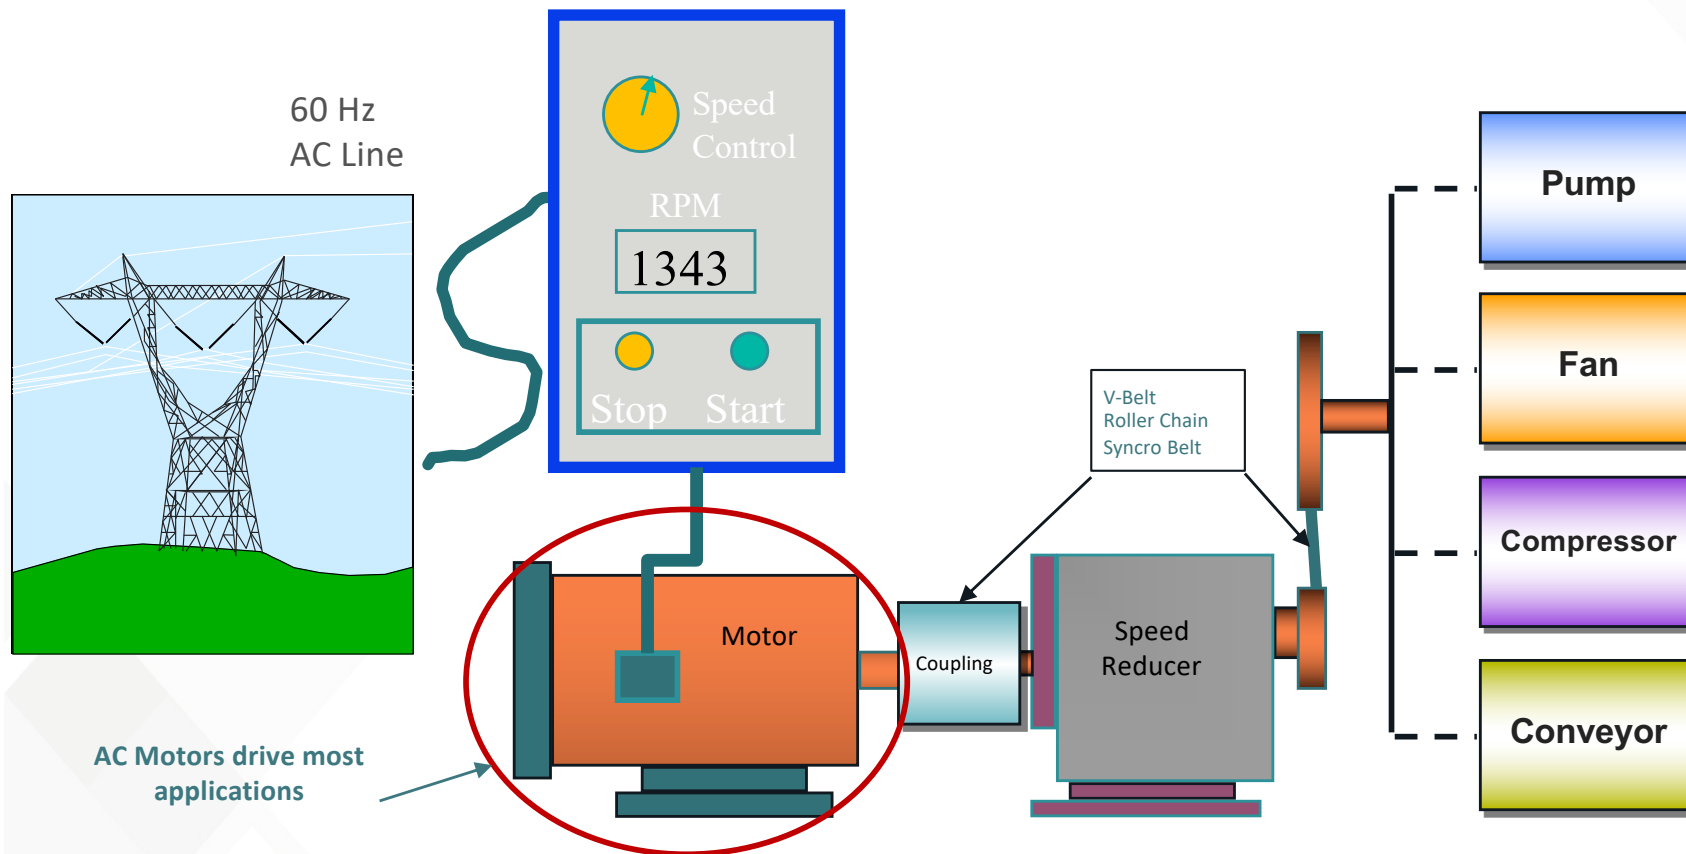 60 Hz
AC Line
Speed
Control
RPM
1343
Stop
Start
Motor
Coupling
Speed
Reducer
V-Belt
Roller Chain
Syncro Belt
AC Motors drive most
applications
Pump
Fan
Compressor
Conveyor